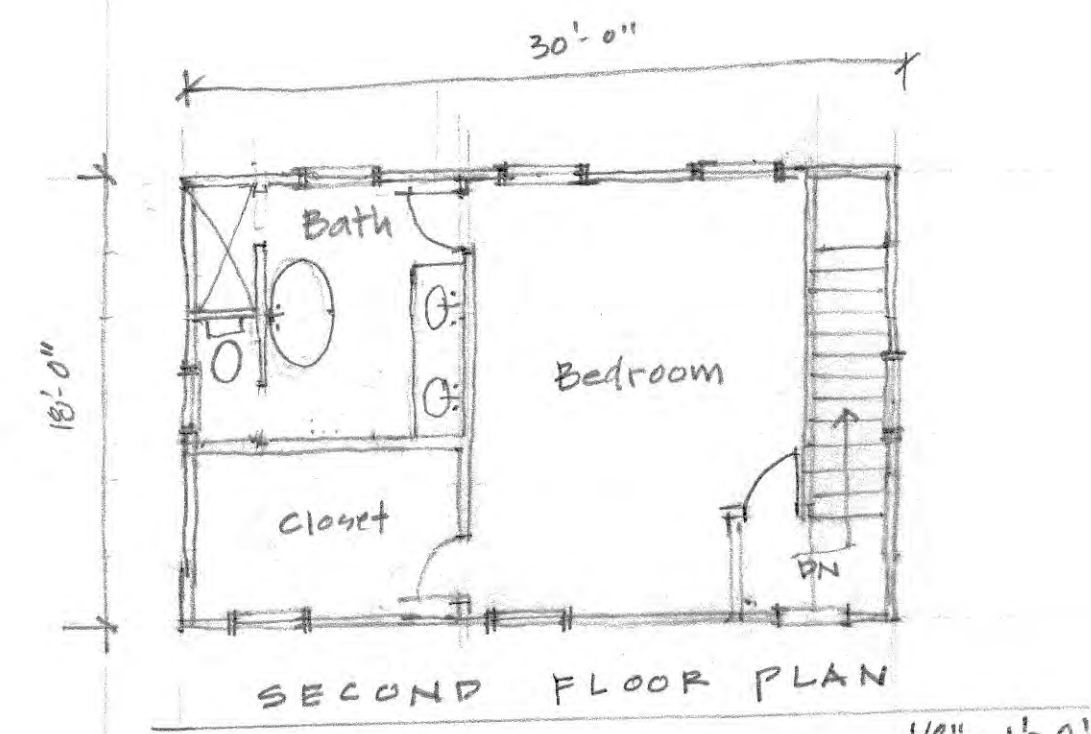 30'-0"
Bath
18'-0"
Bedroom
Closet
DN
SECOND FLOOR PLAN